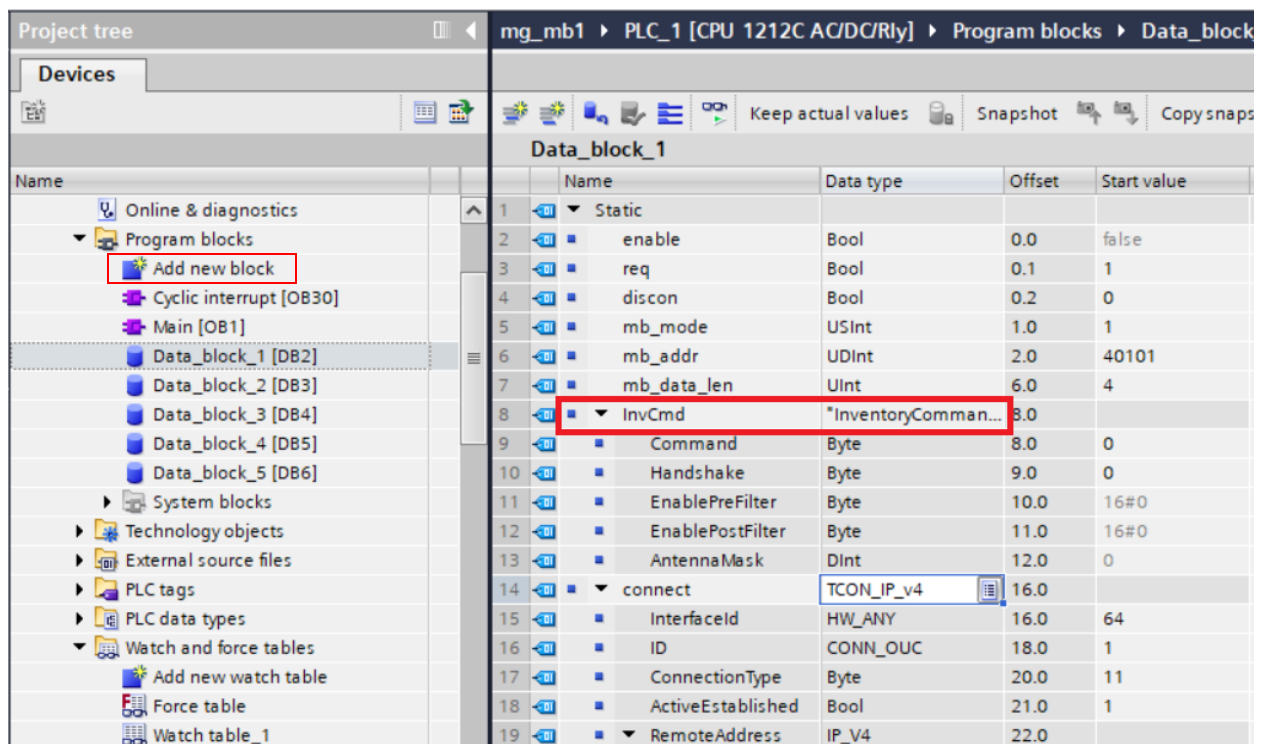 Project tree
mg_mb1 PLC_1 [CPU 1212C AC/DC/Rly] Program blocks Data_block
Devices
Keep actual values Snapshot Copy snaps
Data_block_1
Name
Name Data type Offset Start value
Online & diagnostics
Program blocks
Add new block
Cyclic interrupt [OB30]
Main [OB1]
Data_block_1 [DB2]
Data_block_2 [DB3]
Data_block_3 [DB4]
Data_block_4 [DB5]
Data_block_5 [DB6]
System blocks
Technology objects
External source files
PLC tags
PLC data types
Watch and force tables
Add new watch table
Force table
Watch table_1
1 Static
2 enable Bool 0.0 false
3 req Bool 0.1 1
4 discon Bool 0.2 0
5 mb_mode USInt 1.0 1
6 mb_addr UDInt 2.0 40101
7 mb_data_len UInt 6.0 4
8 InvCmd "InventoryComman... 8.0
9 Command Byte 8.0 0
10 Handshake Byte 9.0 0
11 EnablePreFilter Byte 10.0 16#0
12 EnablePostFilter Byte 11.0 16#0
13 AntennaMask DInt 12.0 0
14 connect TCON_IP_v4 16.0
15 InterfaceId HW_ANY 16.0 64
16 ID CONN_OUC 18.0 1
17 ConnectionType Byte 20.0 11
18 ActiveEstablished Bool 21.0 1
19 RemoteAddress IP_V4 22.0